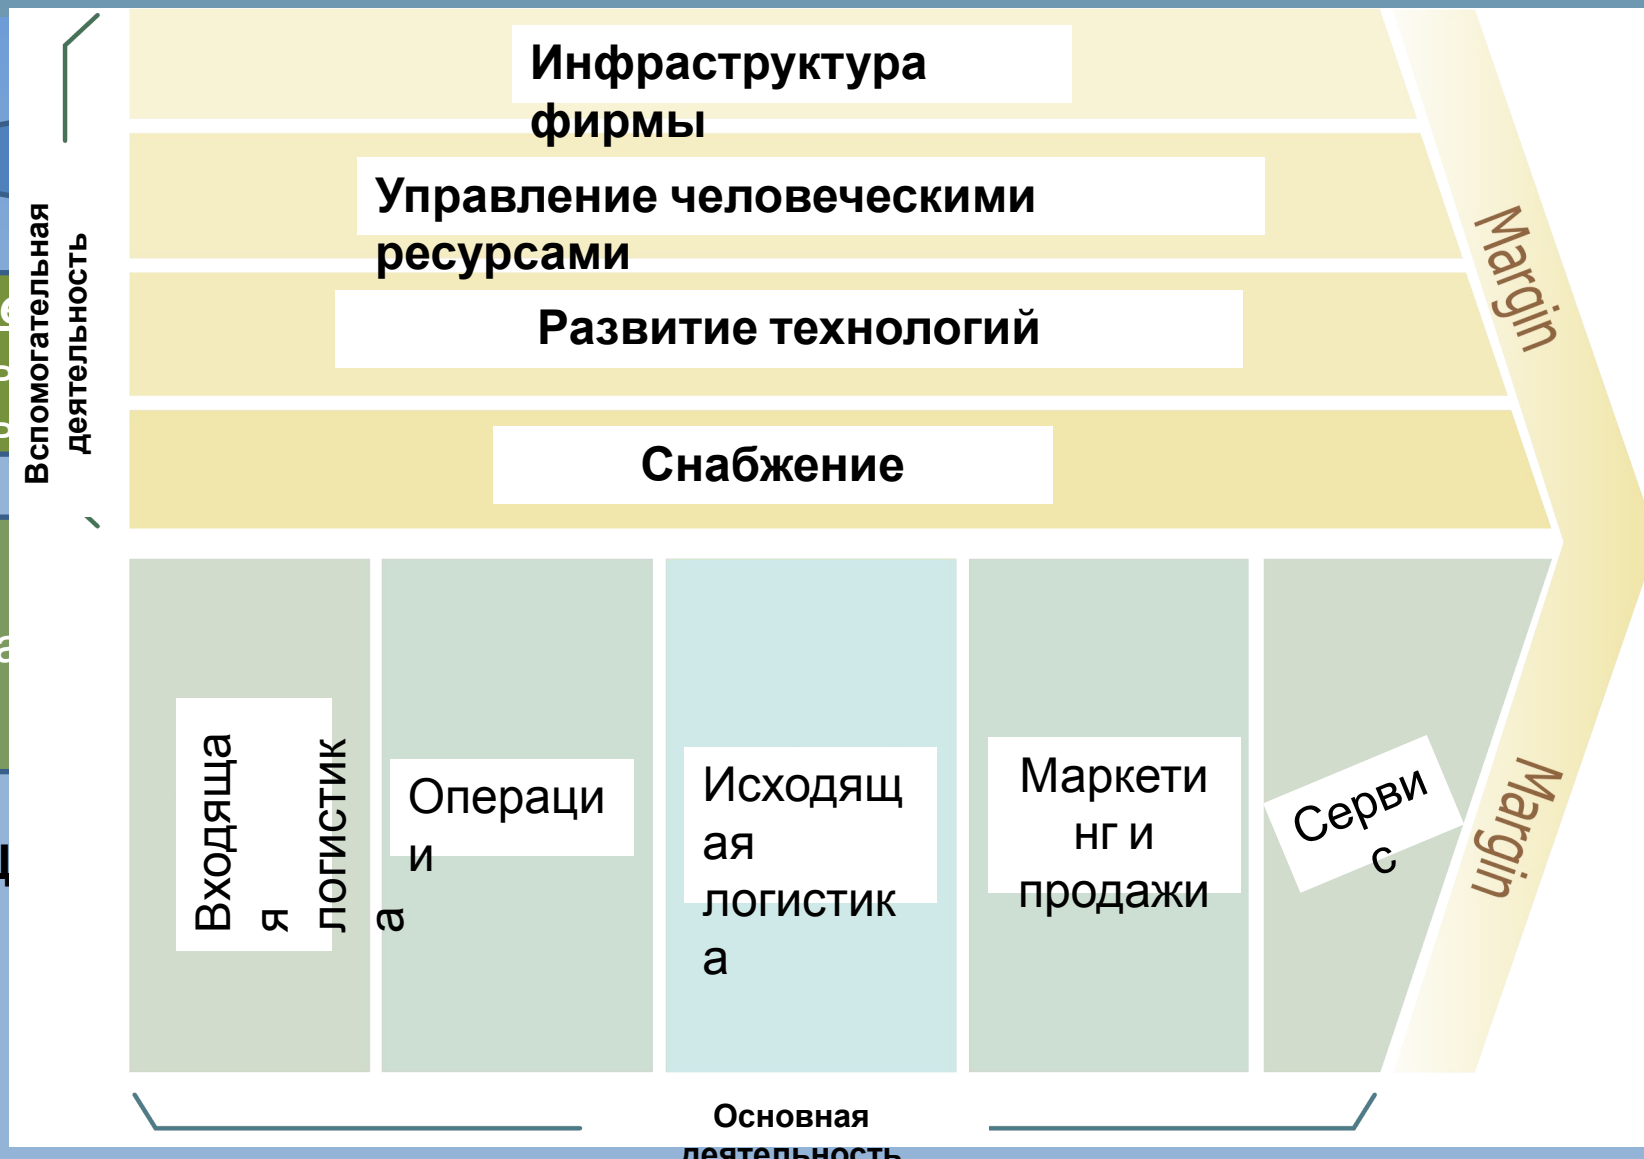 Инфраструктура
фирмы
Управление человеческими
ресурсами
Развитие технологий
Снабжение
Вспомогательная
деятельность
Margin
Входяща
я
логистик
а
Операци
и
Исходящ
ая
логистик
а
Маркети
нг и
продажи
Серви
с
Margin
Основная
деятельность